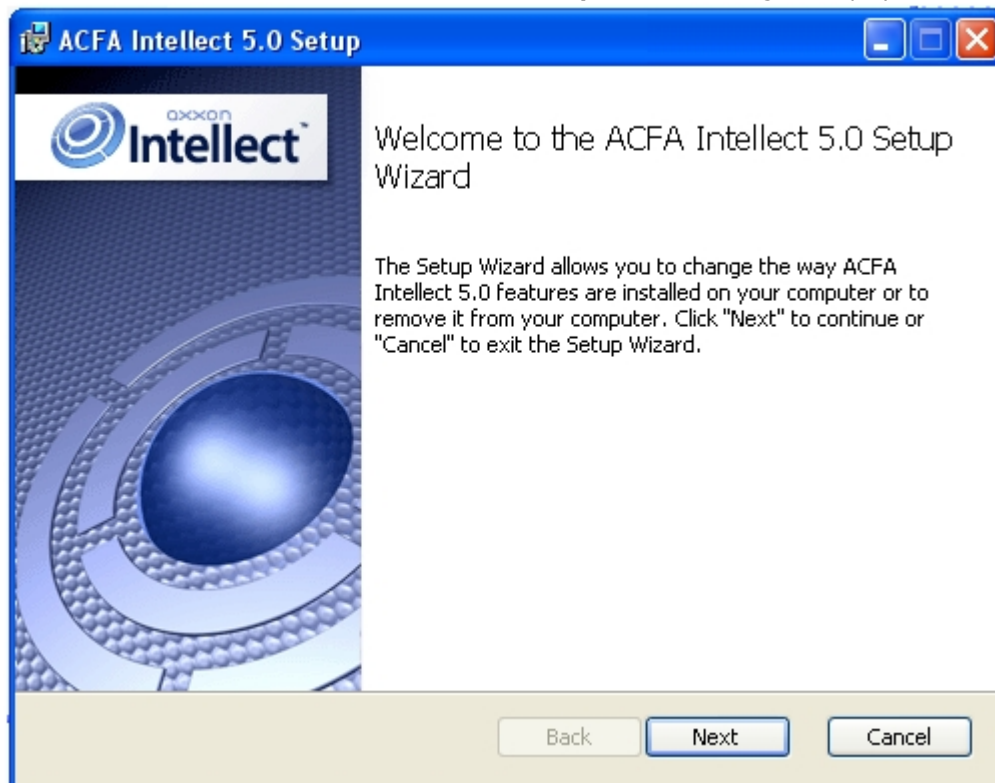 ACFA Intellect 5.0 Setup
axxon
Intellect™
Welcome to the ACFA Intellect 5.0 Setup
Wizard
The Setup Wizard allows you to change the way ACFA
Intellect 5.0 features are installed on your computer or to
remove it from your computer. Click "Next" to continue or
"Cancel" to exit the Setup Wizard.
Back Next Cancel